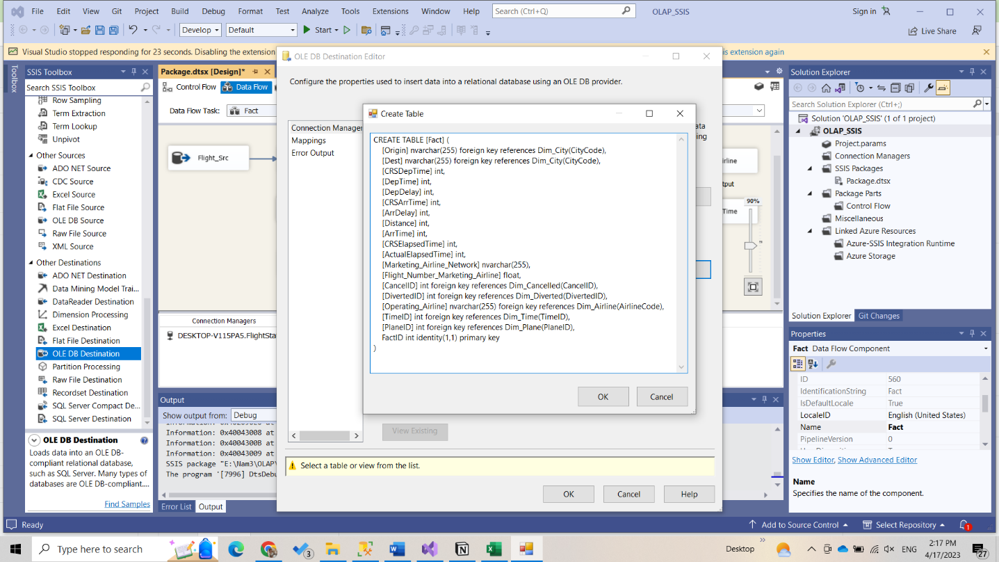 File Edit View Git Project Build Debug Format Test Analyze Tools Extensions Window Help Search (Ctrl+Q) OLAP_SSIS Sign in
Develop Default Start Live Share
Visual Studio stopped responding for 23 seconds. Disabling the extension
is extension again
SSIS Toolbox
Toolbox
Search SSIS Toolbox
Row Sampling
Term Extraction
Term Lookup
Unpivot
Other Sources
ADO NET Source
CDC Source
Excel Source
Flat File Source
OLE DB Source
Raw File Source
XML Source
Other Destinations
ADO NET Destination
Data Mining Model Trai...
DataReader Destination
Dimension Processing
Excel Destination
Flat File Destination
OLE DB Destination
Partition Processing
Raw File Destination
Recordset Destination
SQL Server Compact De...
SQL Server Destination
OLE DB Destination
Loads data into an OLE DB-
compliant relational database,
such as SQL Server. Many types of
databases are OLE DB-compliant....
Find Samples
Package.dtsx [Design]*
Control Flow Data Flow
Data Flow Task: Fact
Flight_Src
irline
tput
Time
90%
Connection Managers
DESKTOP-V115PA5.FlightSta
Output
Show output from: Debug
Information: 0x40043008 at
Information: 0x4004300B at
Information: 0x40043009 at
SSIS package "E:\Nam3\OLAP\
The program '[7996] DtsDeb
Error List Output
OLE DB Destination Editor
Configure the properties used to insert data into a relational database using an OLE DB provider.
Connection Manager
Mappings
Error Output
ata
ing
View Existing
Select a table or view from the list.
OK Cancel Help
Create Table
CREATE TABLE [Fact] (
[Origin] nvarchar(255) foreign key references Dim_City(CityCode),
[Dest] nvarchar(255) foreign key references Dim_City(CityCode),
[CRSDepTime] int,
[DepTime] int,
[DepDelay] int,
[CRSArrTime] int,
[ArrDelay] int,
[Distance] int,
[ArrTime] int,
[CRSElapsedTime] int,
[ActualElapsedTime] int,
[Marketing_Airline_Network] nvarchar(255),
[Flight_Number_Marketing_Airline] float,
[CancelID] int foreign key references Dim_Cancelled(CancelID),
[DivertedID] int foreign key references Dim_Diverted(DivertedID),
[Operating_Airline] nvarchar(255) foreign key references Dim_Airline(AirlineCode),
[TimeID] int foreign key references Dim_Time(TimeID),
[PlaneID] int foreign key references Dim_Plane(PlaneID),
FactID int identity(1,1) primary key
)
OK Cancel
Solution Explorer
Search Solution Explorer (Ctrl+;)
Solution 'OLAP_SSIS' (1 of 1 project)
OLAP_SSIS
Project.params
Connection Managers
SSIS Packages
Package.dtsx
Package Parts
Control Flow
Miscellaneous
Linked Azure Resources
Azure-SSIS Integration Runtime
Azure Storage
Solution Explorer Git Changes
Properties
Fact Data Flow Component
ID 560
IdentificationString Fact
IsDefaultLocale True
LocaleID English (United States)
Name Fact
PipelineVersion 0
Show Editor, Show Advanced Editor
Name
Specifies the name of the component.
Ready Add to Source Control Select Repository 1
Type here to search 3 Desktop ENG 2:17 PM
4/17/2023 27